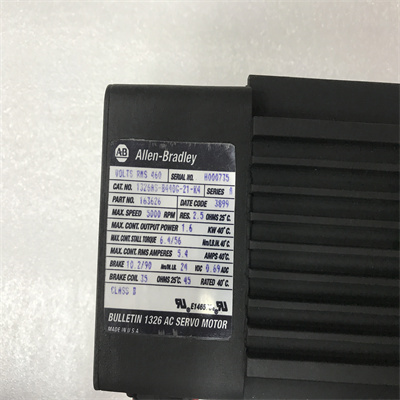 AB Allen-Bradley
VOLTS RMS 460 SERIAL NO. H000775
CAT. NO. 1326AS-B440G-21-K4 SERIES A
PART NO. 163626 DATE CODE 3899
MAX. SPEED 5000 RPM RES. 2.5 OHMS 25°C.
MAX. CONT. OUTPUT POWER 1.6 KW 40°C.
MAX. CONT. STALL TORQUE 6.4/56 Nm/LB.IN. 40°C.
MAX. CONT. RMS AMPERES 5.4 AMPS 40°C.
BRAKE 10.2/90 Nm/LB.IN. 24 VDC 0.69 ADC
BRAKE COIL 35 OHMS 25°C. 45 RATED 40°C.
CLASS B
BULLETIN 1326 AC SERVO MOTOR
MADE IN U.S.A.